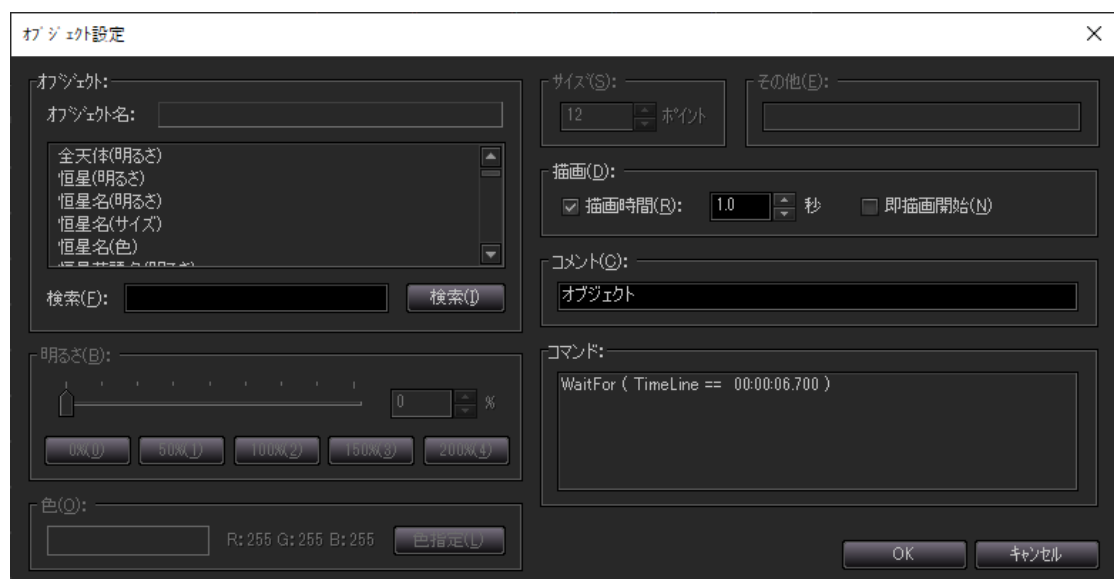 オブジェクト設定
オブジェクト:
オブジェクト名:
全天体(明るさ)
恒星(明るさ)
恒星名(明るさ)
恒星名(サイズ)
恒星名(色)
検索(F):
検索(I)
明るさ(B):
0 %
0%(0) 50%(1) 100%(2) 150%(3) 200%(4)
色(O):
R: 255 G: 255 B: 255 色指定(L)
サイズ(S):
12 ポイント
その他(E):
描画(D):
描画時間(R): 1.0 秒 即描画開始(N)
コメント(C):
オブジェクト
コマンド:
WaitFor ( TimeLine == 00:00:06.700 )
OK キャンセル